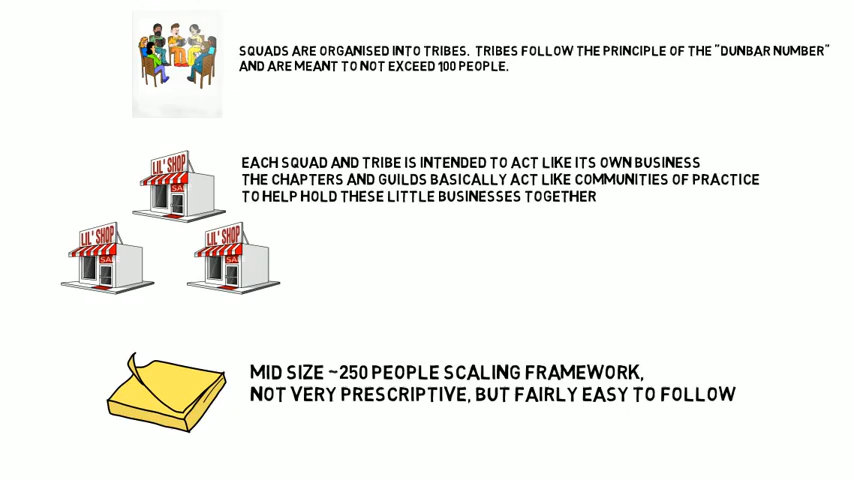 SQUADS ARE ORGANISED INTO TRIBES. TRIBES FOLLOW THE PRINCIPLE OF THE "DUNBAR NUMBER"
AND ARE MEANT TO NOT EXCEED 100 PEOPLE.
LIL' SHOP
SA
EACH SQUAD AND TRIBE IS INTENDED TO ACT LIKE ITS OWN BUSINESS
THE CHAPTERS AND GUILDS BASICALLY ACT LIKE COMMUNITIES OF PRACTICE
TO HELP HOLD THESE LITTLE BUSINESSES TOGETHER
LIL' SHOP
SA
LIL' SHOP
SA
MID SIZE ~250 PEOPLE SCALING FRAMEWORK,
NOT VERY PRESCRIPTIVE, BUT FAIRLY EASY TO FOLLOW